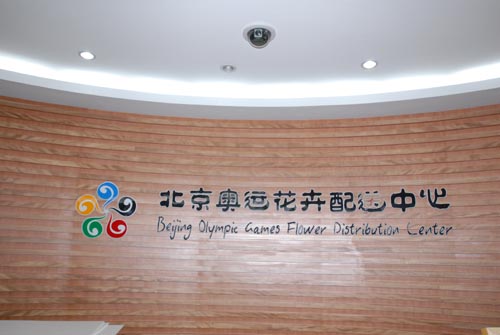 北京奥运花卉配送中心
Beijing Olympic Games Flower Distribution Center